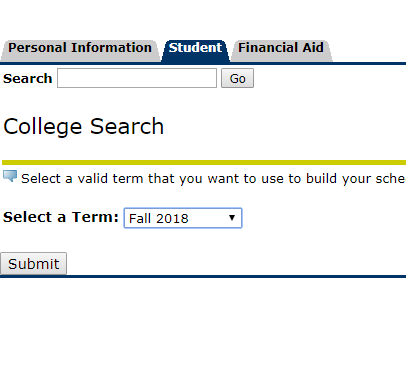 Personal Information Student Financial Aid
Search Go
College Search
Select a valid term that you want to use to build your sche
Select a Term: Fall 2018
Submit